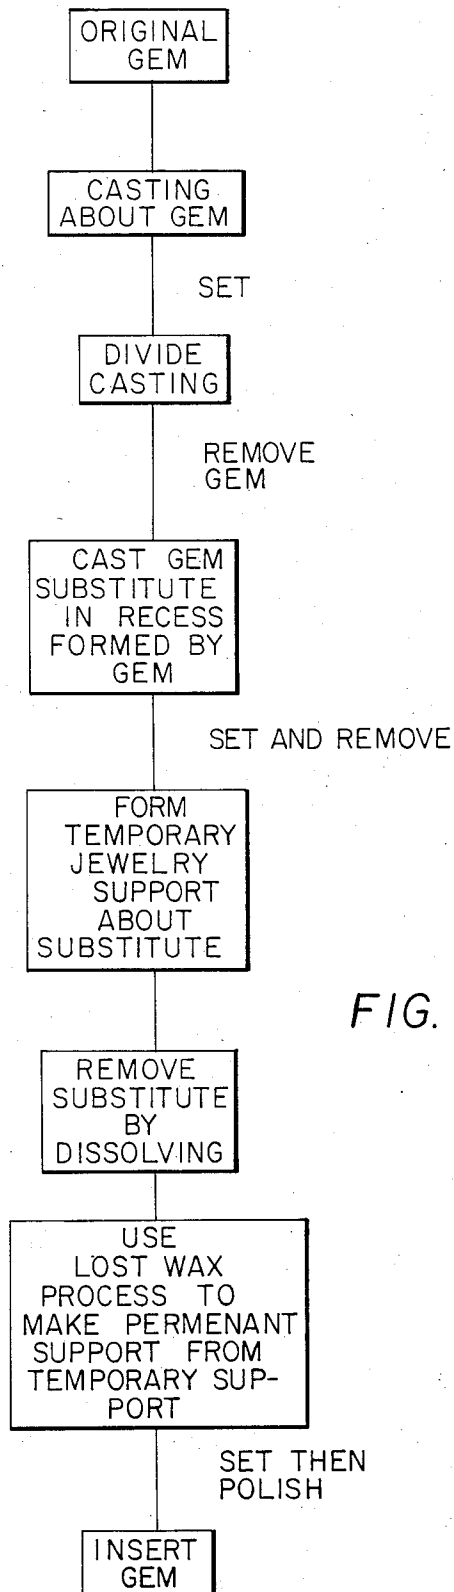 ORIGINAL
GEM
CASTING
ABOUT GEM
SET
DIVIDE
CASTING
REMOVE
GEM
CAST GEM
SUBSTITUTE
IN RECESS
FORMED BY
GEM
SET AND REMOVE
FORM
TEMPORARY
JEWELRY
SUPPORT
ABOUT
SUBSTITUTE
FIG.
REMOVE
SUBSTITUTE
BY
DISSOLVING
USE
LOST WAX
PROCESS TO
MAKE PERMENANT
SUPPORT FROM
TEMPORARY SUP-
PORT
SET THEN
POLISH
INSERT
GEM